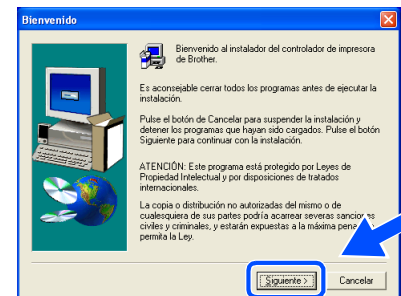 Bienvenido
Bienvenido al instalador del controlador de impresora
de Brother.
Es aconsejable cerrar todos los programas antes de ejecutar la
instalación.
Pulse el botón de Cancelar para suspender la instalación y
detener los programas que hayan sido cargados. Pulse el botón
Siguiente para continuar con la instalación.
ATENCIÓN: Este programa está protegido por Leyes de
Propiedad Intelectual y por disposiciones de tratados
internacionales.
La copia o distribución no autorizadas del mismo o de
cualesquiera de sus partes podría acarrear severas
civiles y criminales, y estarán expuestas a la máxima pena
permita la Ley.
Siguiente >
Cancelar